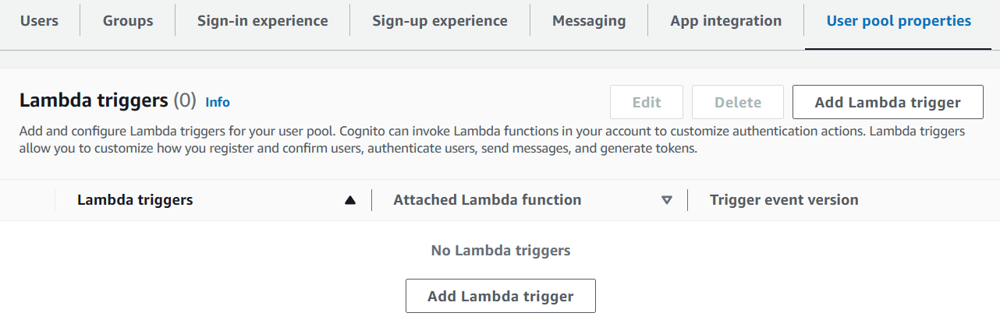 Users Groups Sign-in experience Sign-up experience Messaging App integration User pool properties
Lambda triggers (0) Info Edit Delete Add Lambda trigger
Add and configure Lambda triggers for your user pool. Cognito can invoke Lambda functions in your account to customize authentication actions. Lambda triggers
allow you to customize how you register and confirm users, authenticate users, send messages, and generate tokens.
Lambda triggers Attached Lambda function Trigger event version
No Lambda triggers
Add Lambda trigger